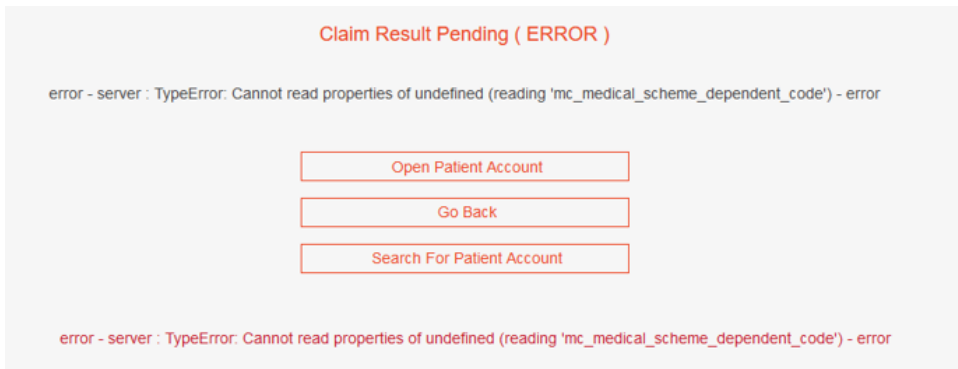 Claim Result Pending ( ERROR )
error - server : TypeError: Cannot read properties of undefined (reading 'mc_medical_scheme_dependent_code') - error
Open Patient Account
Go Back
Search For Patient Account
error - server : TypeError: Cannot read properties of undefined (reading 'mc_medical_scheme_dependent_code') - error